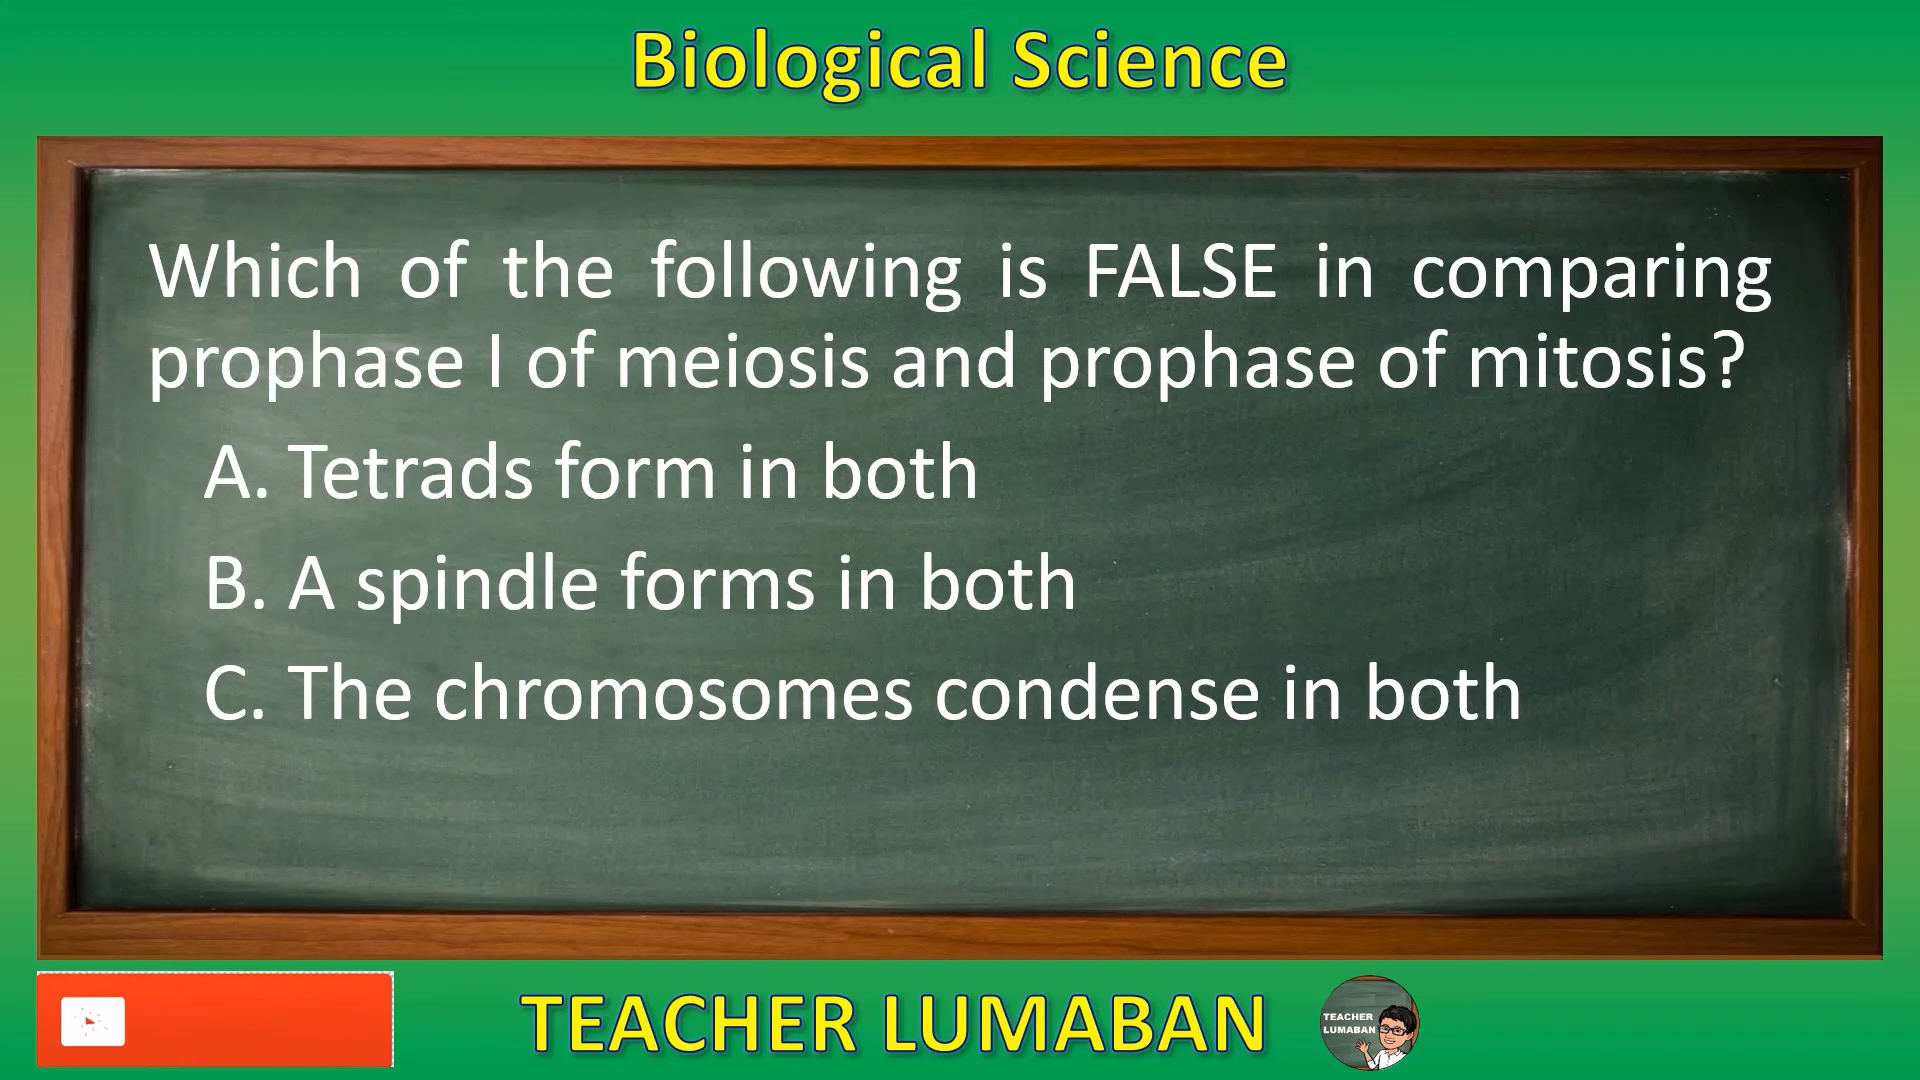 Biological Science
Which of the following is FALSE in comparing
prophase I of meiosis and prophase of mitosis?
A. Tetrads form in both
B. A spindle forms in both
C. The chromosomes condense in both
TEACHER LUMABAN
TEACHER
LUMABAN